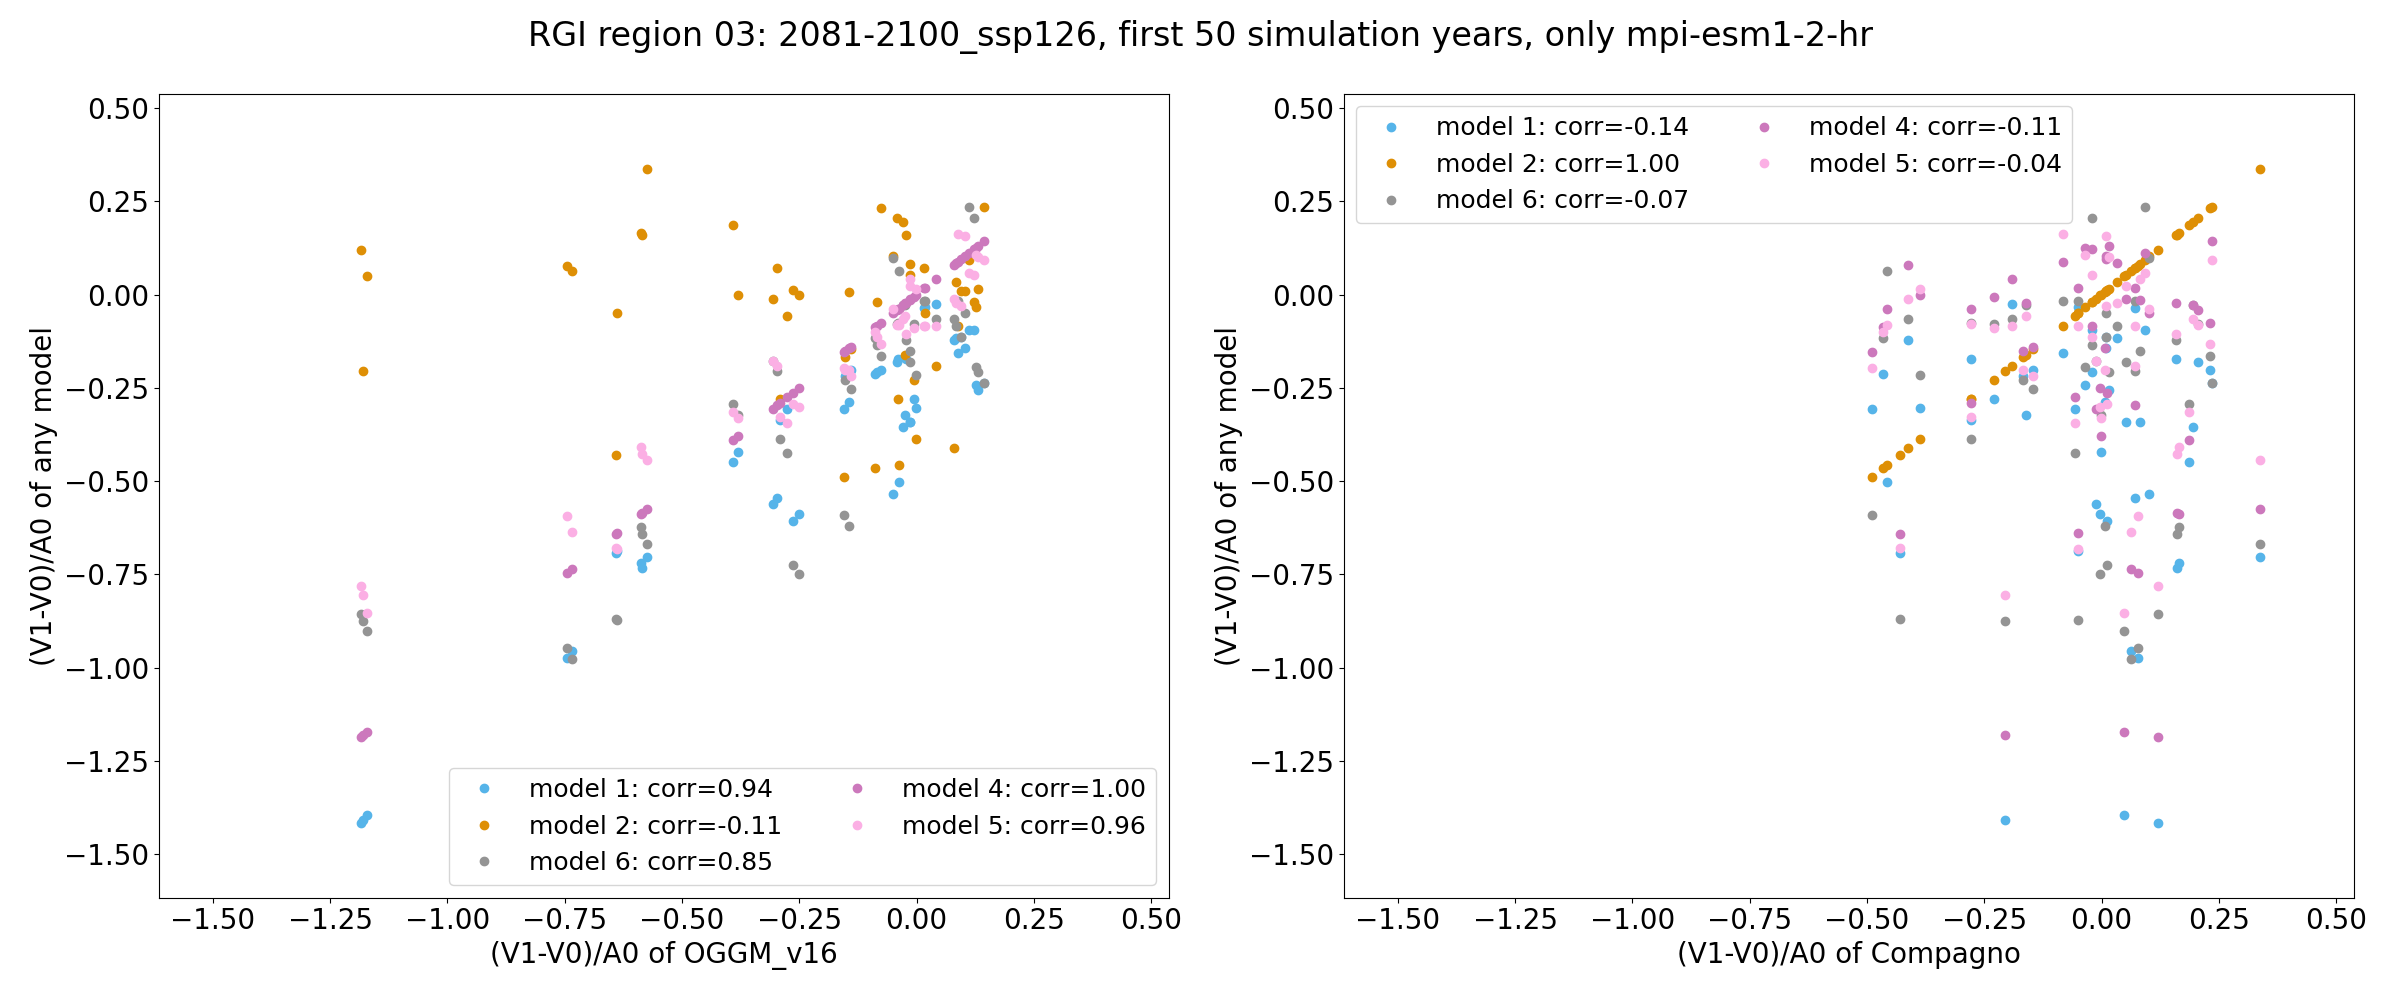 RGI region 03: 2081-2100_ssp126, first 50 simulation years, only mpi-esm1-2-hr
(V1-V0)/A0 of any model
0.50
0.25
0.00
−0.25
−0.50
−0.75
−1.00
−1.25
−1.50
model 1: corr=0.94
model 2: corr=-0.11
model 6: corr=0.85
model 4: corr=1.00
model 5: corr=0.96
−1.50 −1.25 −1.00 −0.75 −0.50 −0.25 0.00 0.25 0.50
(V1-V0)/A0 of OGGM_v16
(V1-V0)/A0 of any model
0.50
0.25
0.00
−0.25
−0.50
−0.75
−1.00
−1.25
−1.50
model 1: corr=-0.14
model 2: corr=1.00
model 6: corr=-0.07
model 4: corr=-0.11
model 5: corr=-0.04
−1.50 −1.25 −1.00 −0.75 −0.50 −0.25 0.00 0.25 0.50
(V1-V0)/A0 of Compagno